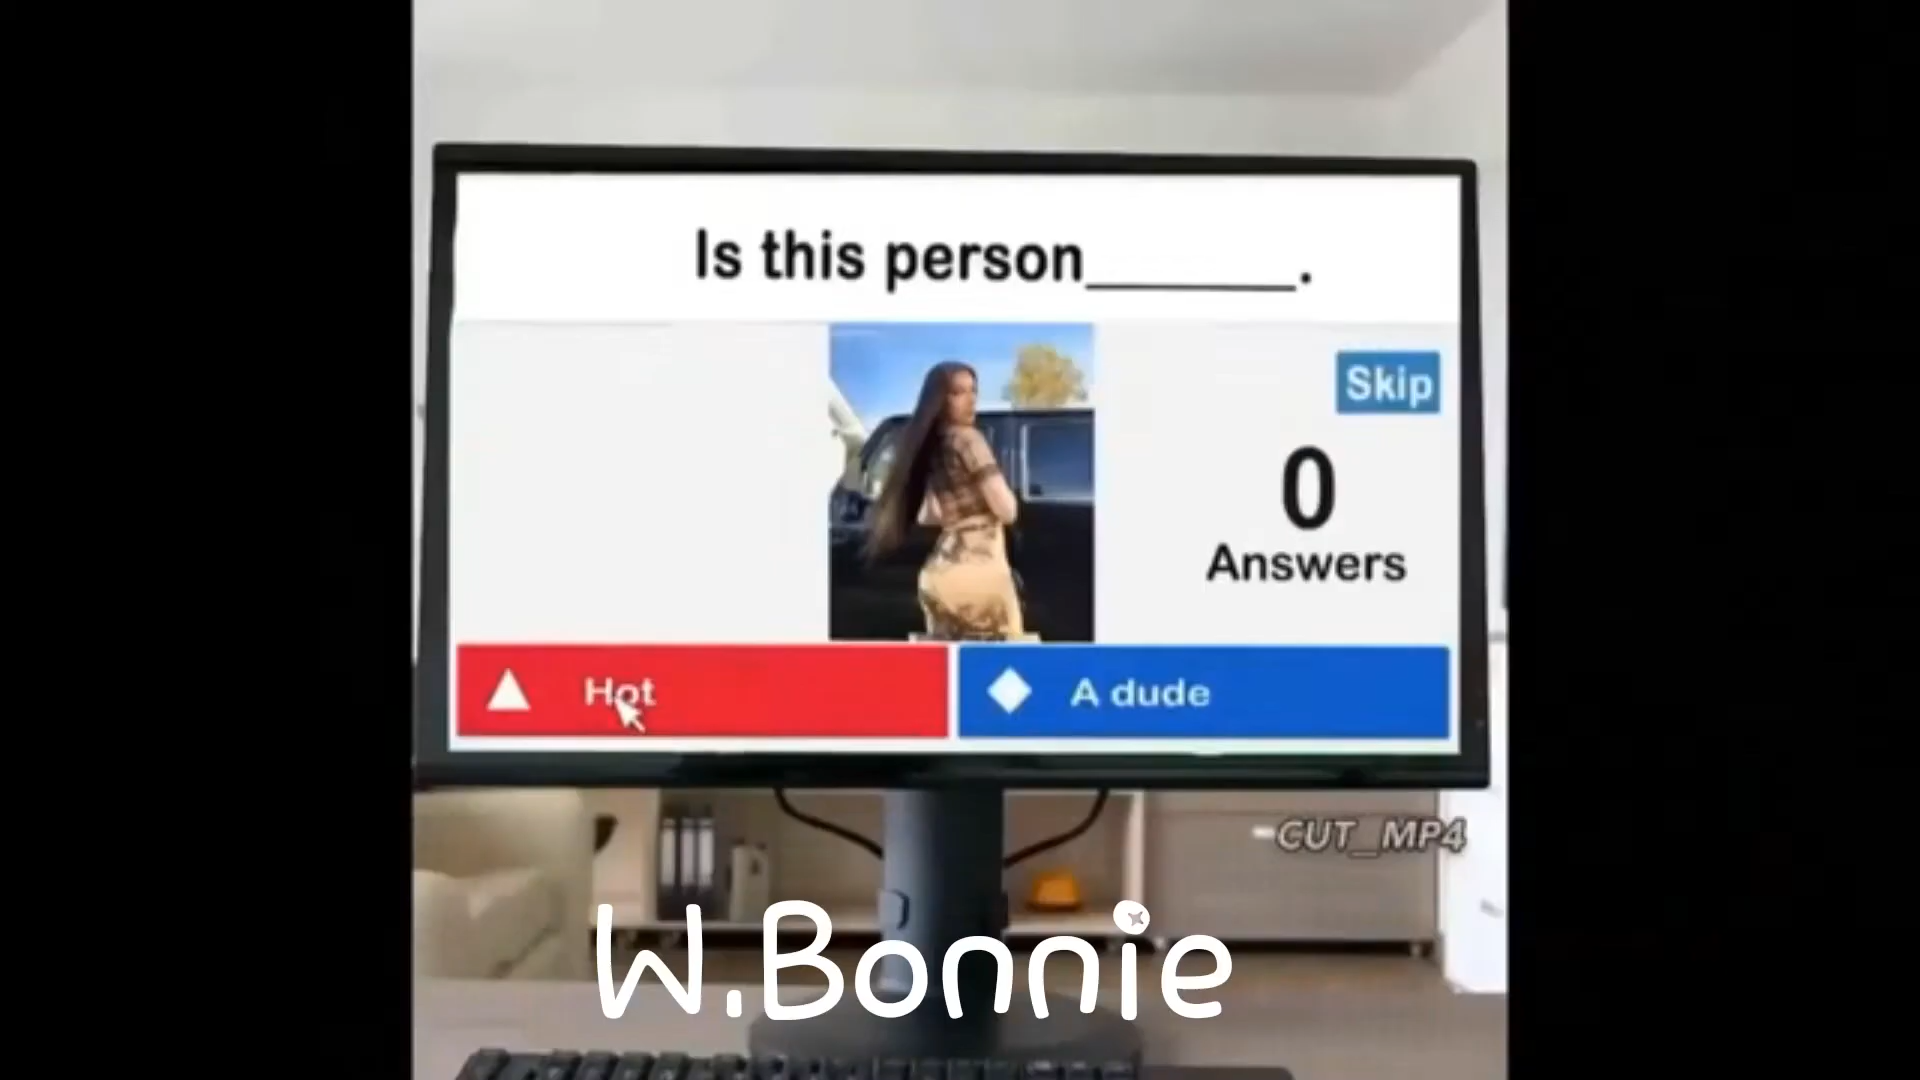 Is this person______.
Skip
0
Answers
Hot
A dude
-CUT_MP4
W.Bonnie